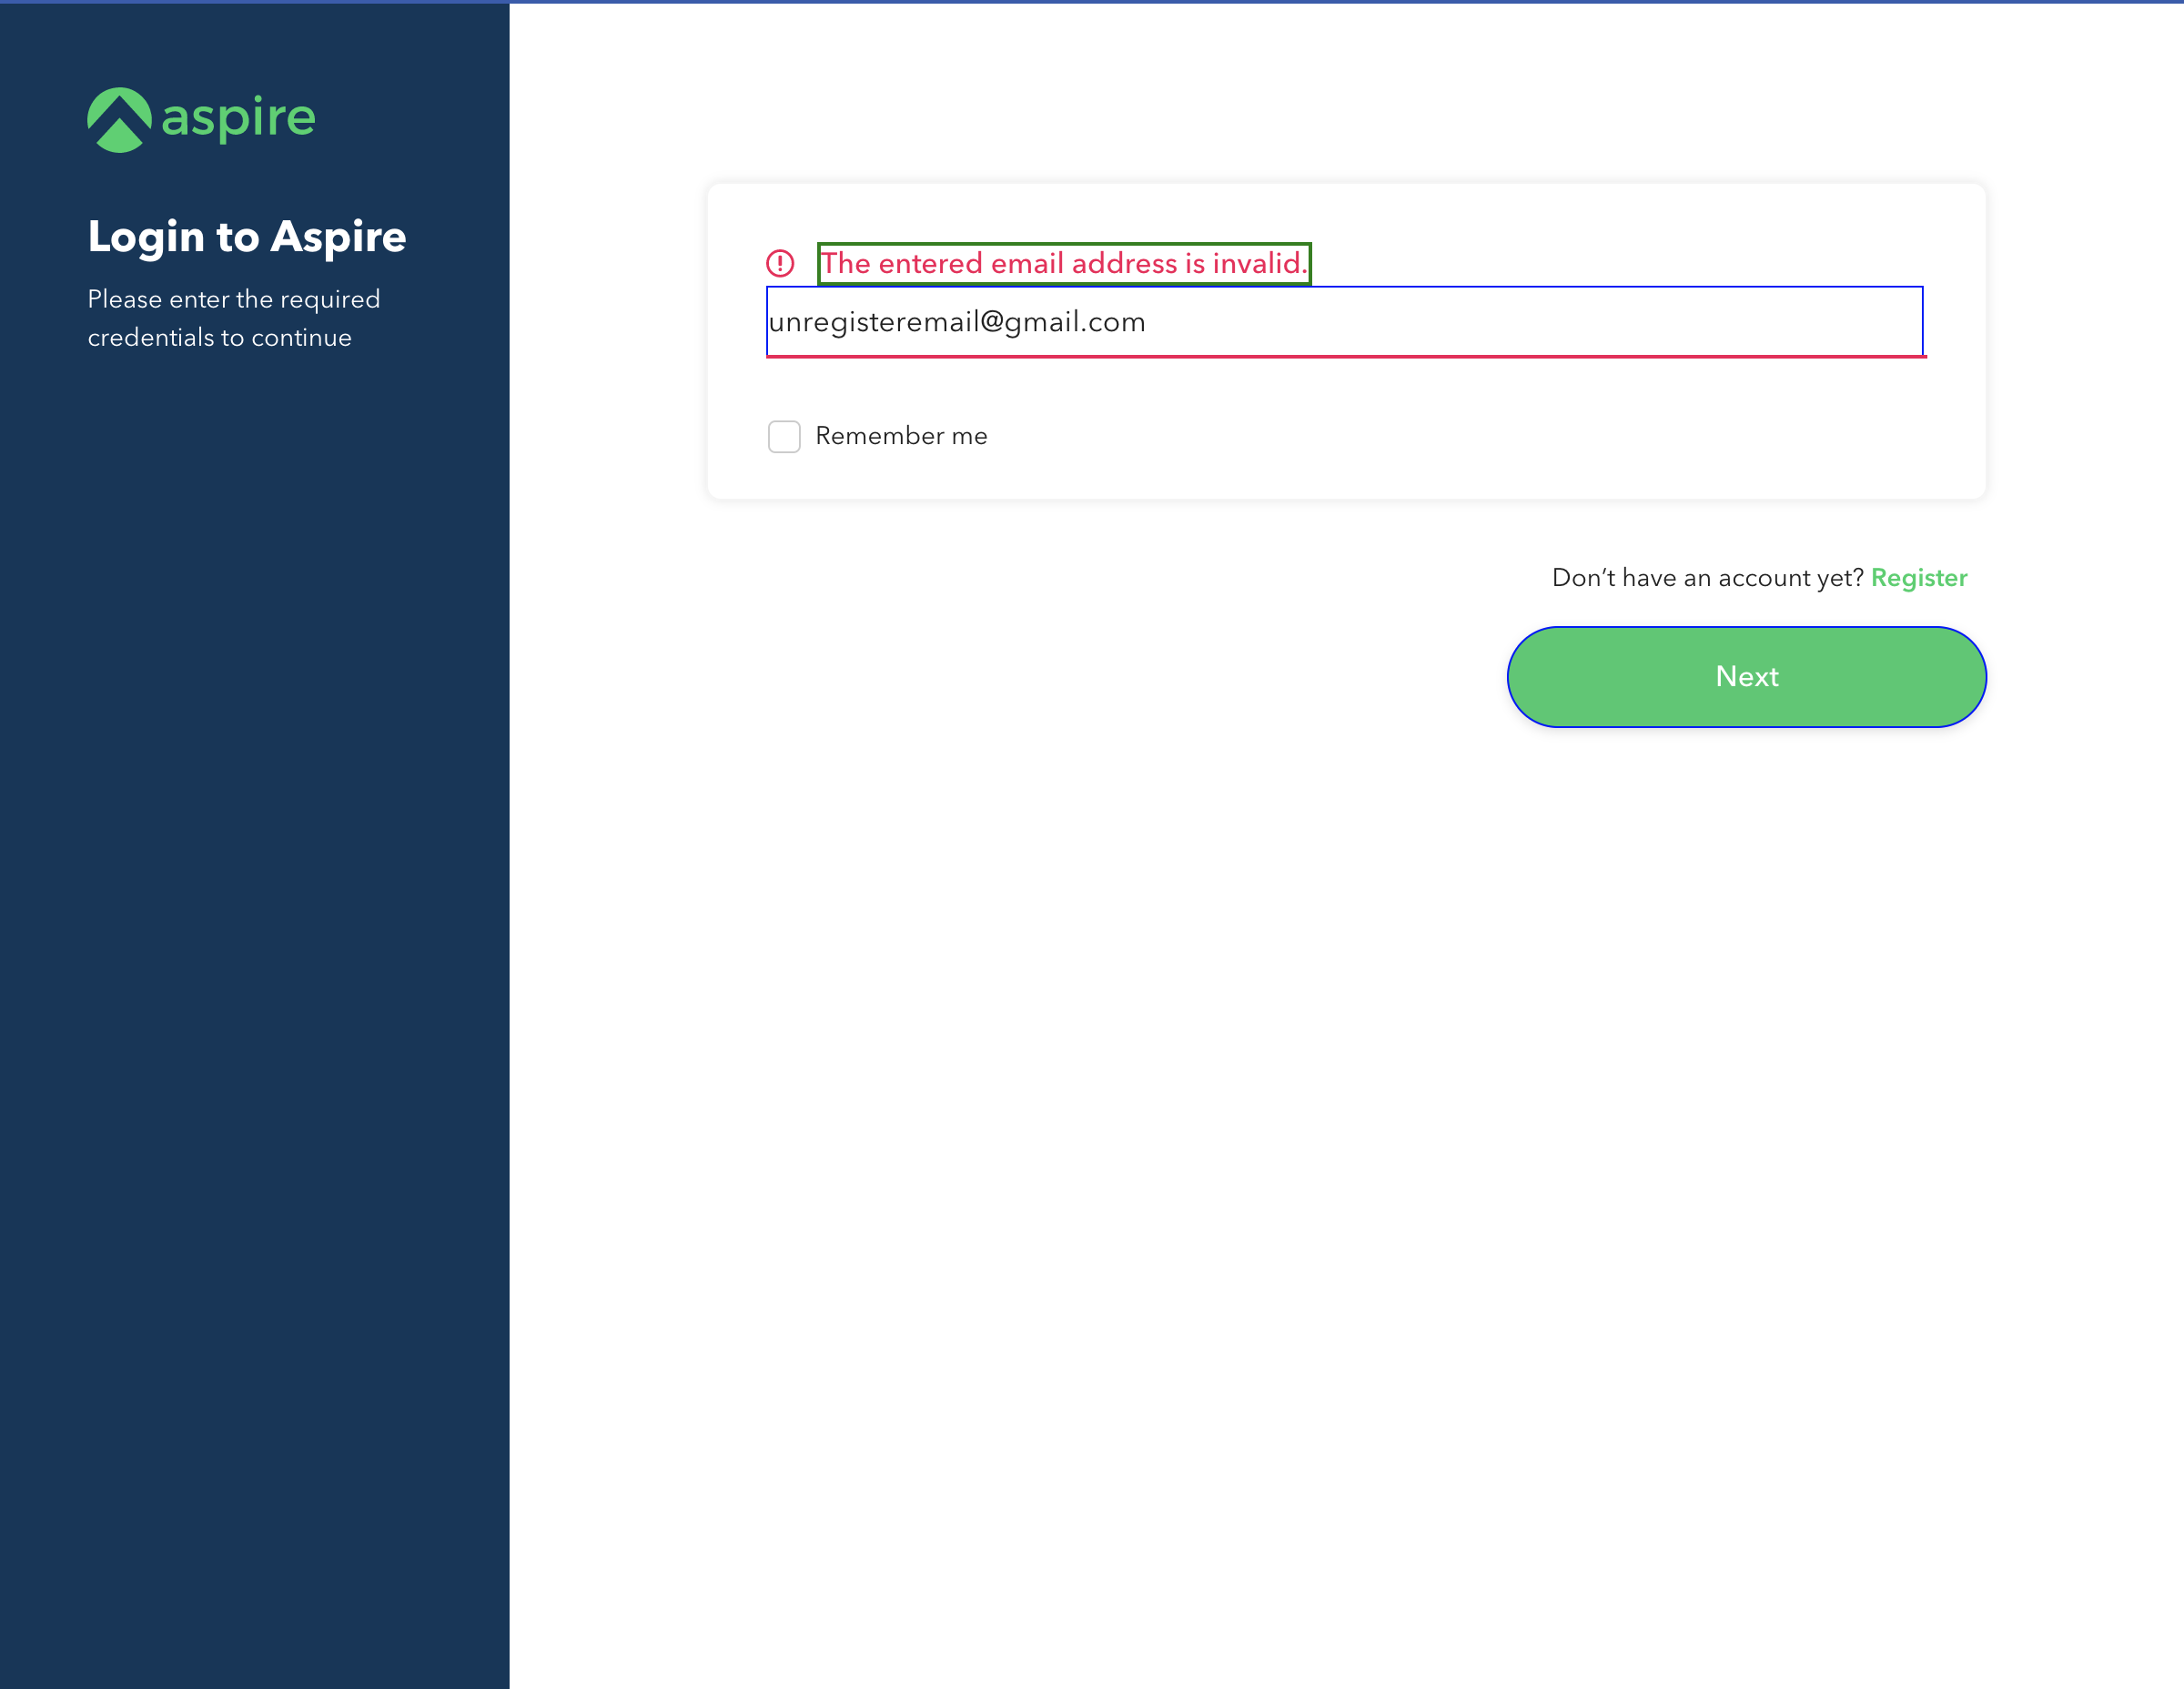 aspire
Login to Aspire
Please enter the required
credentials to continue
The entered email address is invalid.
unregisteremail@gmail.com
Remember me
Don’t have an account yet? Register
Next